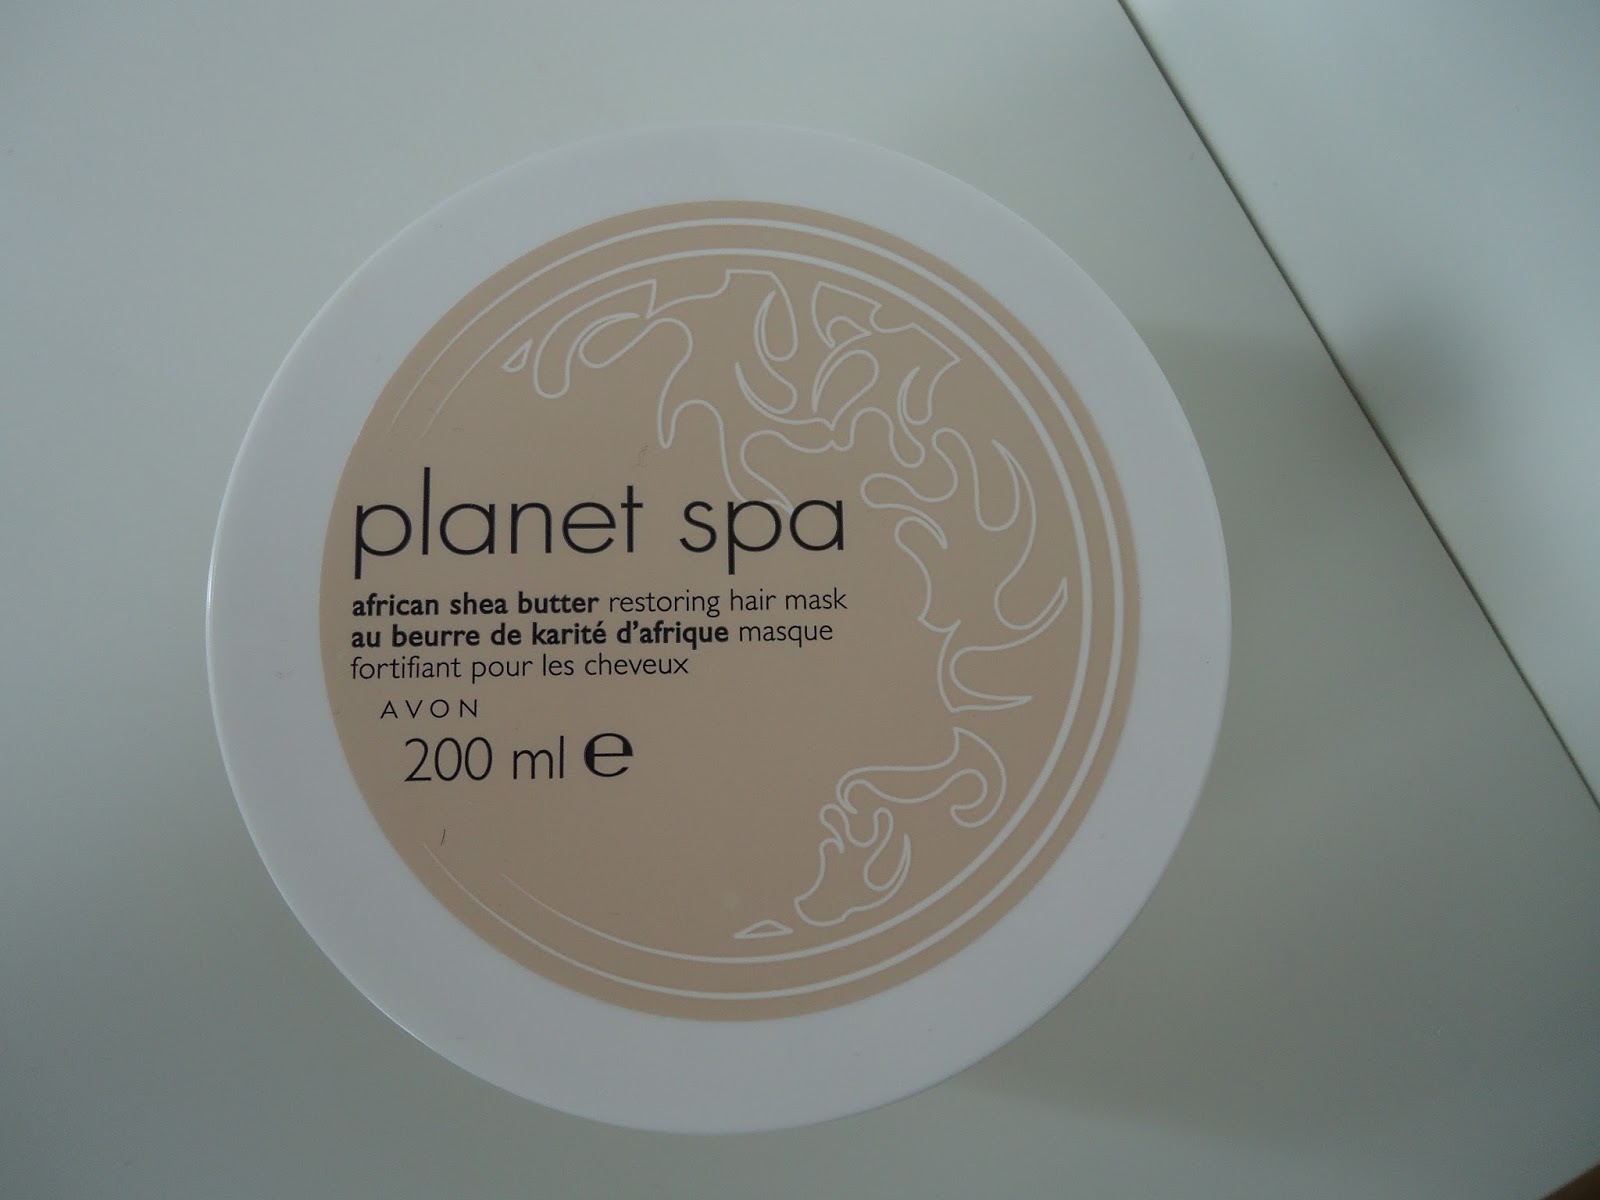 planet spa
african shea butter restoring hair mask
au beurre de karité d'afrique masque
fortifiant pour les cheveux
AVON
200 ml ℮